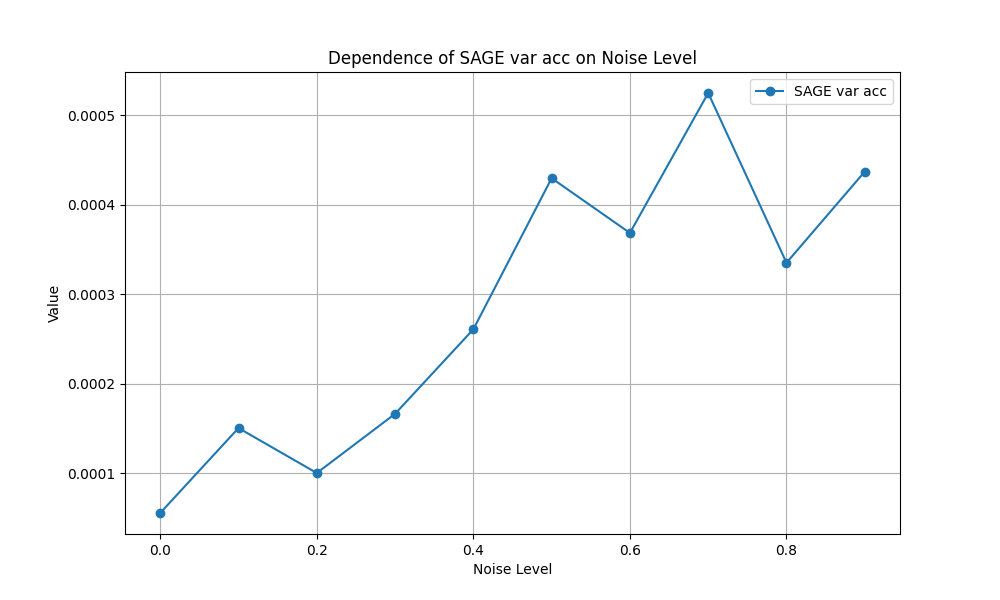 Dependence of SAGE var acc on Noise Level
SAGE var acc
0.0005
0.0004
0.0003
0.0002
0.0001
Value
0.0
0.2
0.4
0.6
0.8
Noise Level